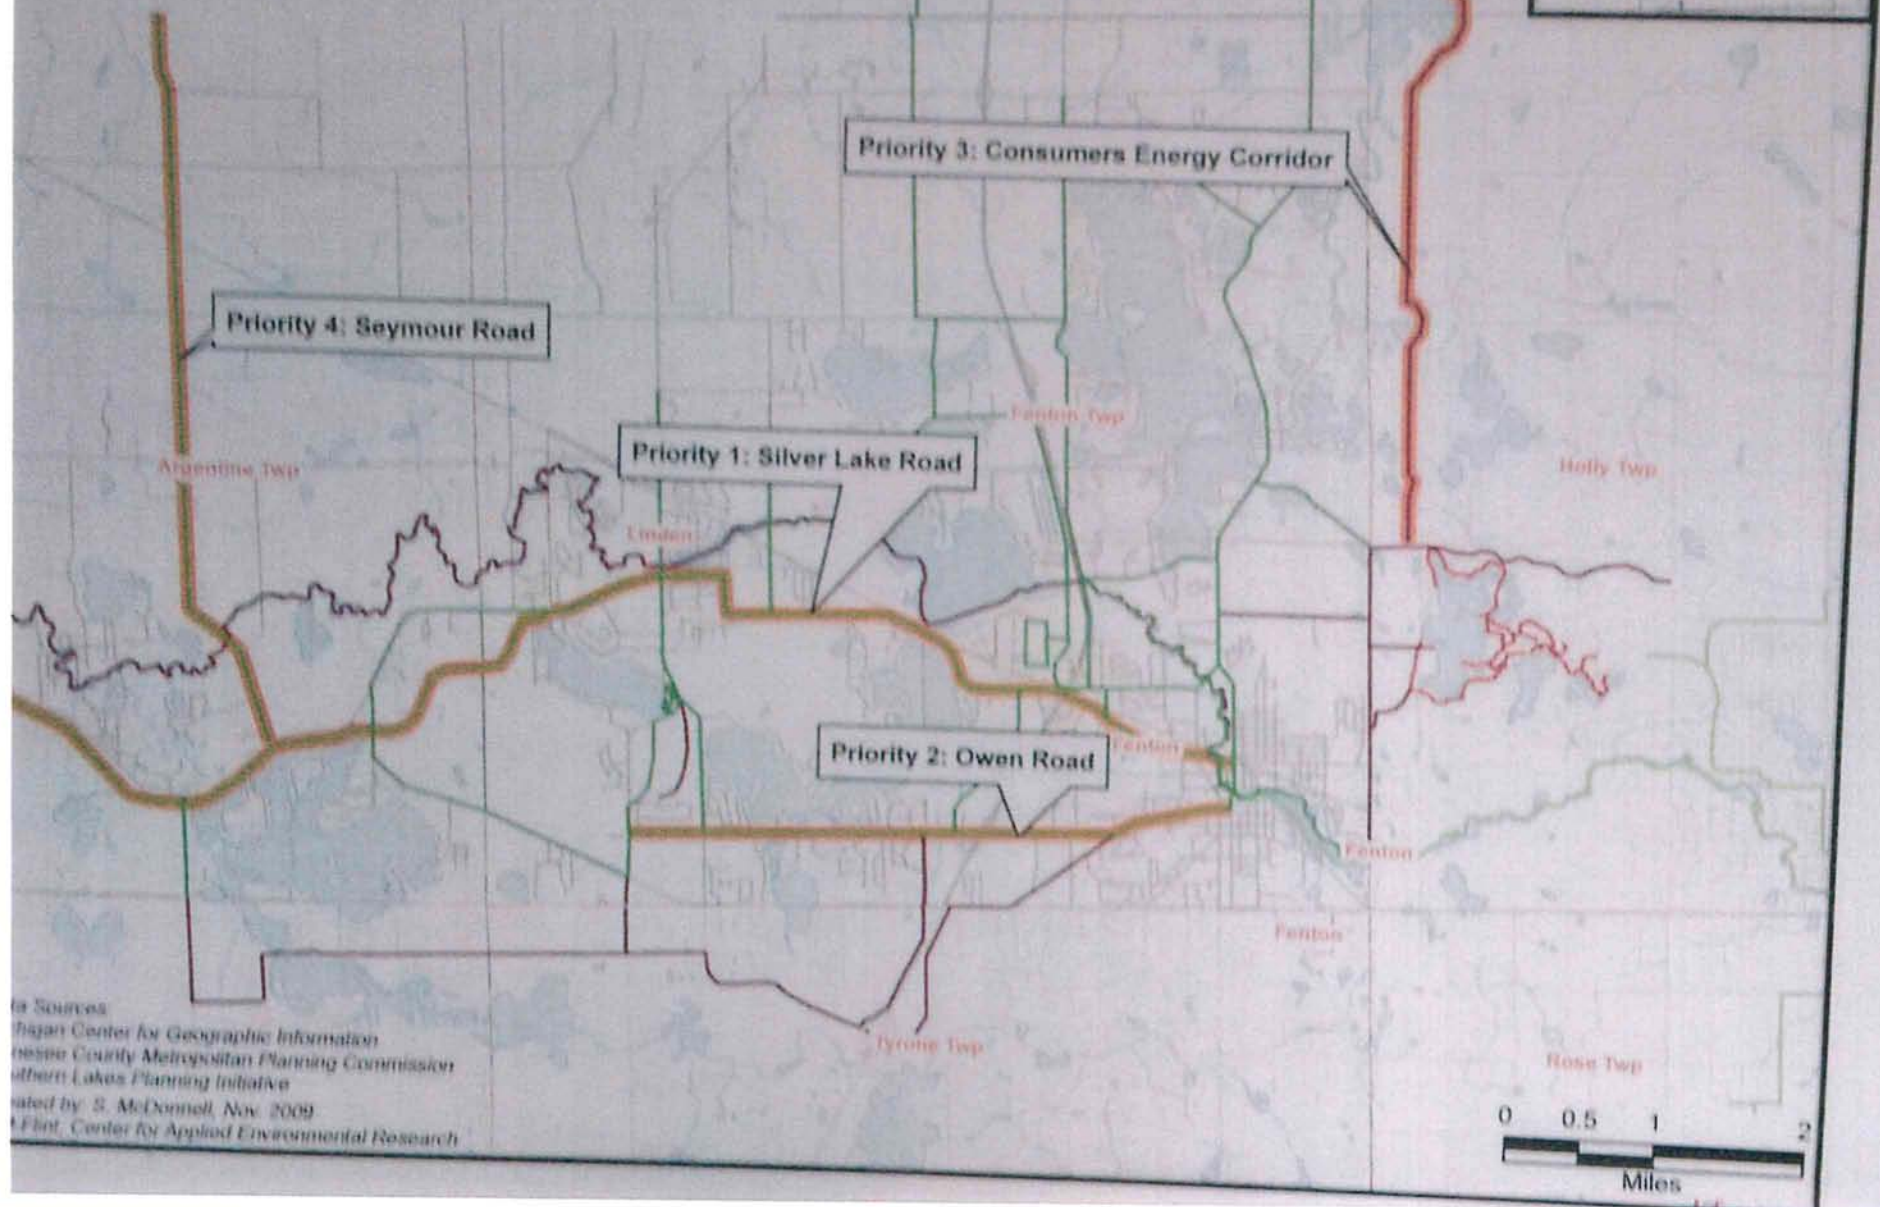 Priority 3: Consumers Energy Corridor
Priority 4: Seymour Road
Fenton Twp
Priority 1: Silver Lake Road
Argentine Twp
Holly Twp
Linden
Priority 2: Owen Road
Fenton
Fenton
Fenton
Tyrone Twp
Rose Twp
ta Sources
higan Center for Geographic Information
nesee County Metropolitan Planning Commission
uthern Lakes Planning Initiative
eated by: S. McDonnell, Nov. 2009
Flint, Center for Applied Environmental Research
0 0.5 1 2
Miles